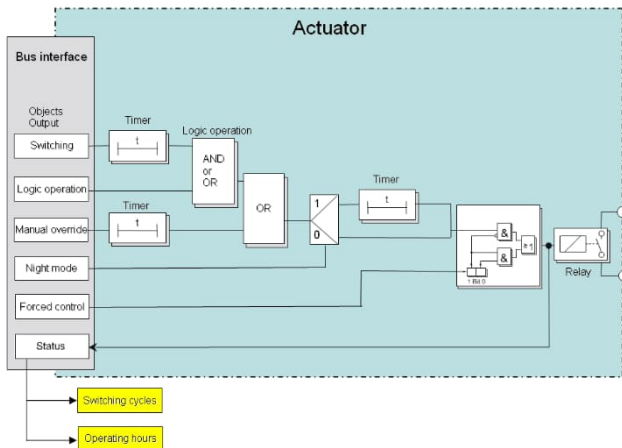 Actuator
Bus interface
Objects
Output
Timer
Logic operation
Switching
t
AND
or
OR
Timer
Logic operation
t
1
0
OR
Timer
Manual override
t
&
≥1
&
Night mode
Relay
Forced control
Status
Switching cycles
Operating hours